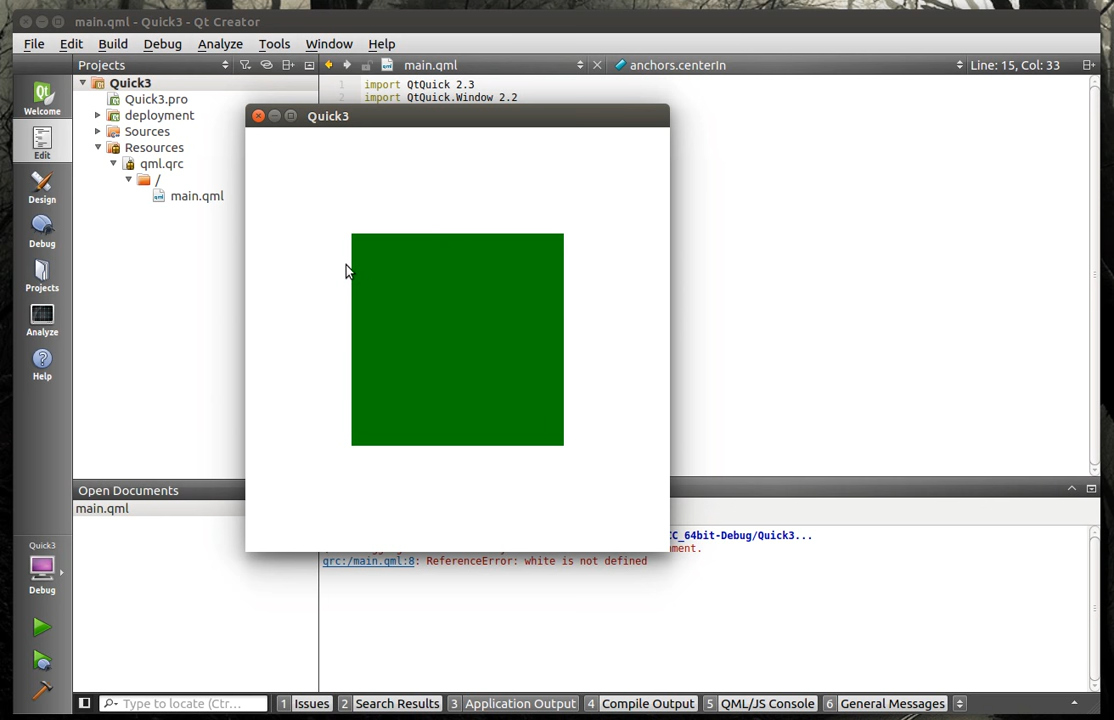 main.qml - Quick3 - Qt Creator
File Edit Build Debug Analyze Tools Window Help
Projects main.qml anchors.centerIn Line: 15, Col: 33
Quick3
Quick3.pro
deployment
Sources
Resources
qml.qrc
/
main.qml
Qt
Welcome
Edit
Design
Debug
Projects
Analyze
Help
1 import QtQuick 2.3
2 import QtQuick.Window 2.2
Quick3
Open Documents
main.qml
C_64bit-Debug/Quick3...
ment.
qrc:/main.qml:8: ReferenceError: white is not defined
Quick3
Debug
Type to locate (Ctr... 1 Issues 2 Search Results 3 Application Output 4 Compile Output 5 QML/JS Console 6 General Messages